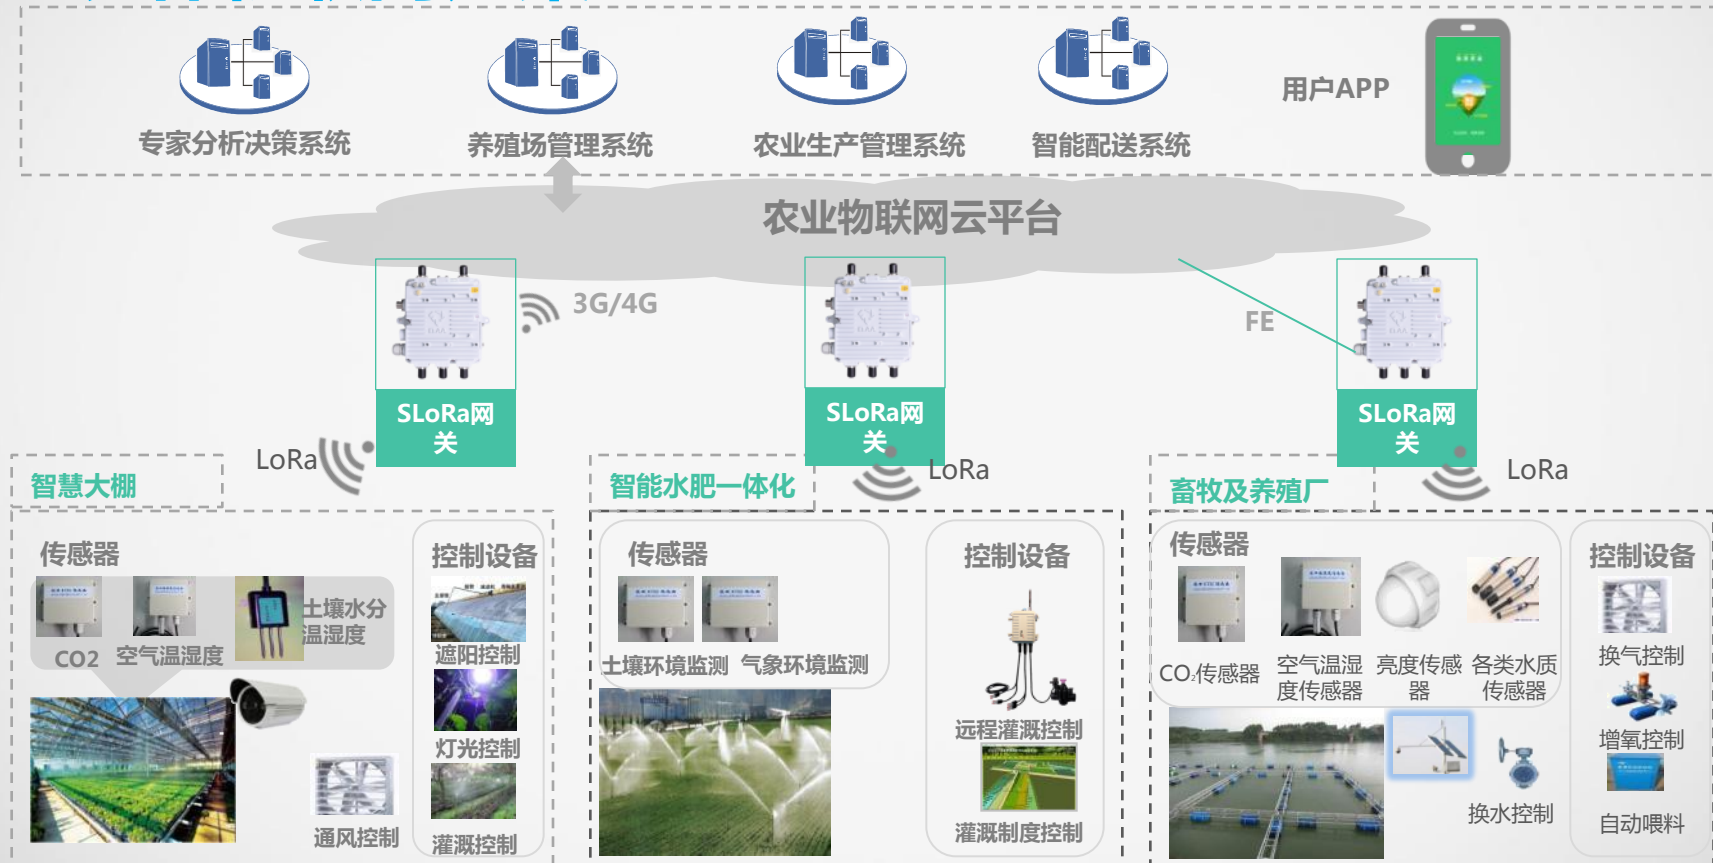 专家分析决策系统
养殖场管理系统
农业生产管理系统
智能配送系统
用户APP
农业物联网云平台
3G/4G
FE
SLoRa网
关
SLoRa网
关
SLoRa网
关
LoRa
LoRa
LoRa
智慧大棚
传感器
CO2
空气温湿度
土壤水分
温湿度
通风控制
控制设备
遮阳控制
灯光控制
灌溉控制
智能水肥一体化
传感器
土壤环境监测
气象环境监测
控制设备
远程灌溉控制
灌溉制度控制
畜牧及养殖厂
传感器
CO₂传感器
空气温湿
度传感器
亮度传感
器
各类水质
传感器
换水控制
控制设备
换气控制
增氧控制
自动喂料